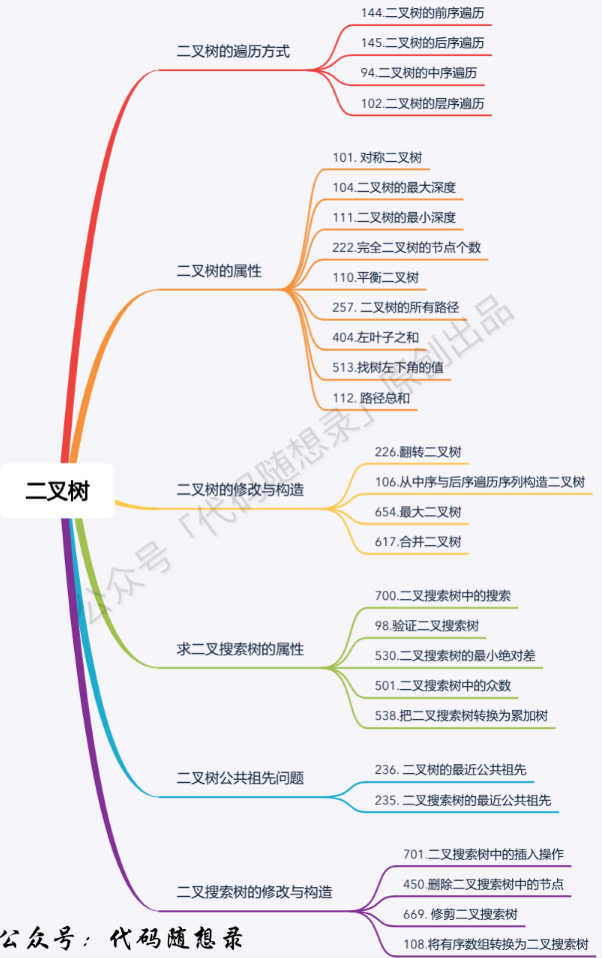 二叉树
二叉树的遍历方式
144.二叉树的前序遍历
145.二叉树的后序遍历
94.二叉树的中序遍历
102.二叉树的层序遍历
二叉树的属性
101. 对称二叉树
104.二叉树的最大深度
111.二叉树的最小深度
222.完全二叉树的节点个数
110.平衡二叉树
257. 二叉树的所有路径
404.左叶子之和
513.找树左下角的值
112. 路径总和
二叉树的修改与构造
226.翻转二叉树
106.从中序与后序遍历序列构造二叉树
654.最大二叉树
617.合并二叉树
求二叉搜索树的属性
700.二叉搜索树中的搜索
98.验证二叉搜索树
530.二叉搜索树的最小绝对差
501.二叉搜索树中的众数
538.把二叉搜索树转换为累加树
二叉树公共祖先问题
236. 二叉树的最近公共祖先
235. 二叉搜索树的最近公共祖先
二叉搜索树的修改与构造
701.二叉搜索树中的插入操作
450.删除二叉搜索树中的节点
669. 修剪二叉搜索树
108.将有序数组转换为二叉搜索树
公众号「代码随想录」原创出品
公众号：代码随想录